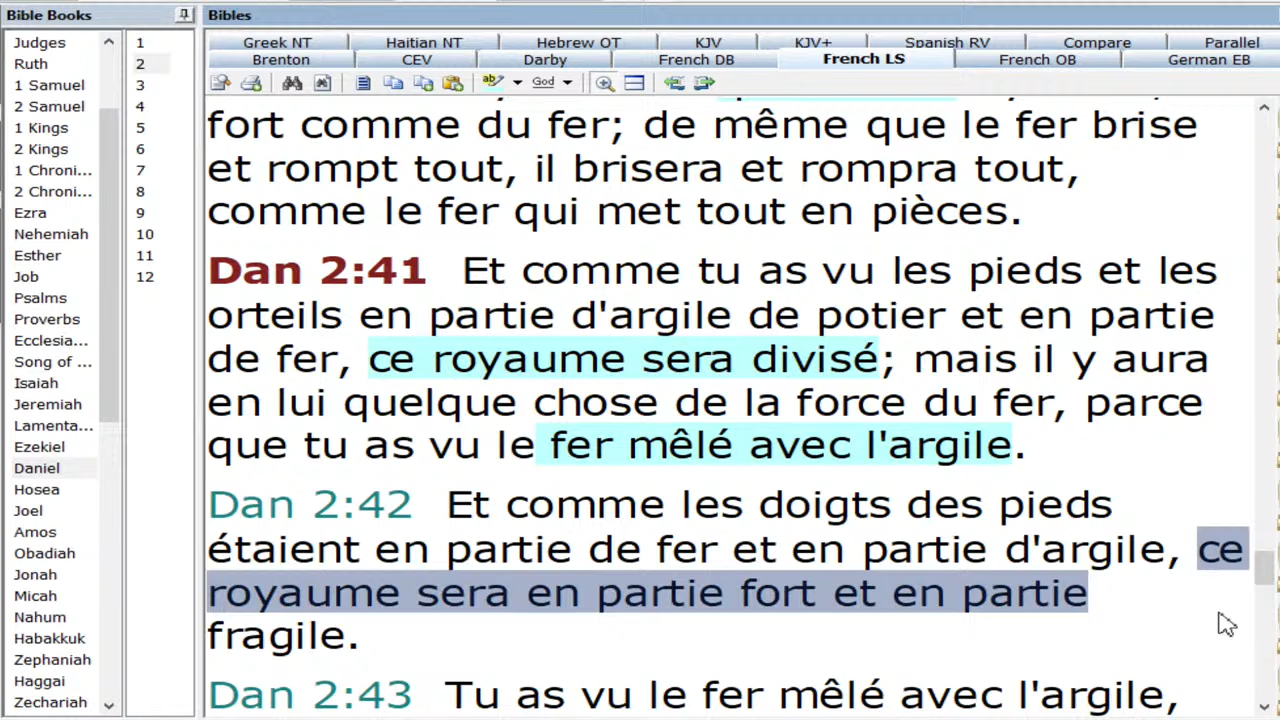 Bible Books
Bibles
Judges
Ruth
1 Samuel
2 Samuel
1 Kings
2 Kings
1 Chroni...
2 Chroni...
Ezra
Nehemiah
Esther
Job
Psalms
Proverbs
Ecclesia...
Song of ...
Isaiah
Jeremiah
Lamenta...
Ezekiel
Daniel
Hosea
Joel
Amos
Obadiah
Jonah
Micah
Nahum
Habakkuk
Zephaniah
Haggai
Zechariah
1
2
3
4
5
6
7
8
9
10
11
12
Greek NT Haitian NT Hebrew OT KJV KJV+ Spanish RV Compare Parallel
Brenton CEV Darby French DB French LS French OB German EB
God
fort comme du fer; de même que le fer brise
et rompt tout, il brisera et rompra tout,
comme le fer qui met tout en pièces.
Dan 2:41 Et comme tu as vu les pieds et les
orteils en partie d'argile de potier et en partie
de fer, ce royaume sera divisé; mais il y aura
en lui quelque chose de la force du fer, parce
que tu as vu le fer mêlé avec l'argile.
Dan 2:42 Et comme les doigts des pieds
étaient en partie de fer et en partie d'argile, ce
royaume sera en partie fort et en partie
fragile.
Dan 2:43 Tu as vu le fer mêlé avec l'argile,